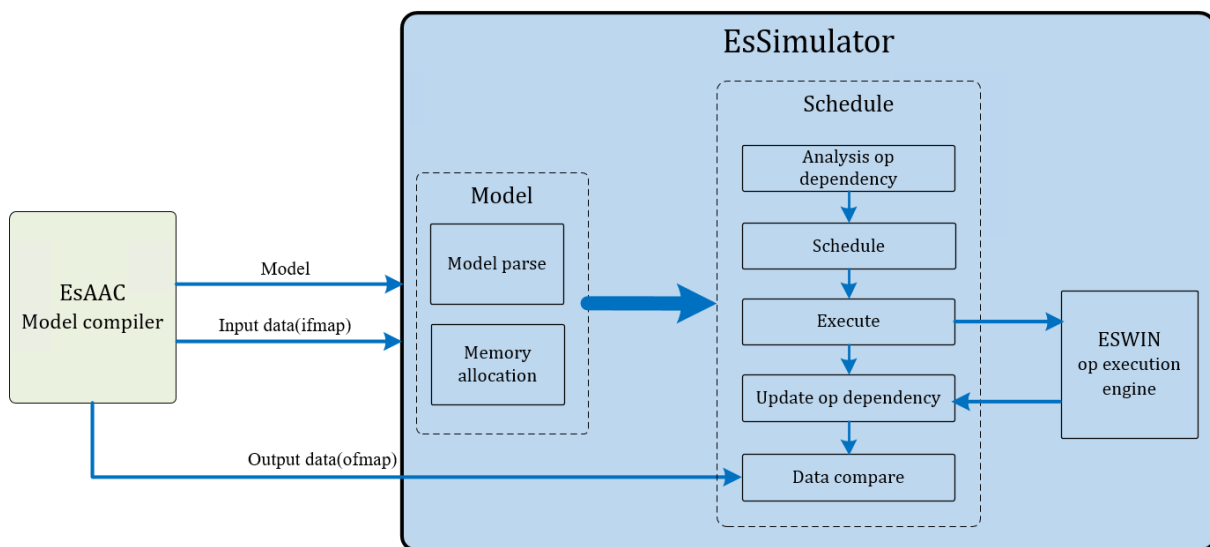 EsSimulator
EsAAC
Model compiler
Model
Input data(ifmap)
Output data(ofmap)
Model
Model parse
Memory
allocation
Schedule
Analysis op
dependency
Schedule
Execute
Update op dependency
Data compare
ESWIN
op execution
engine